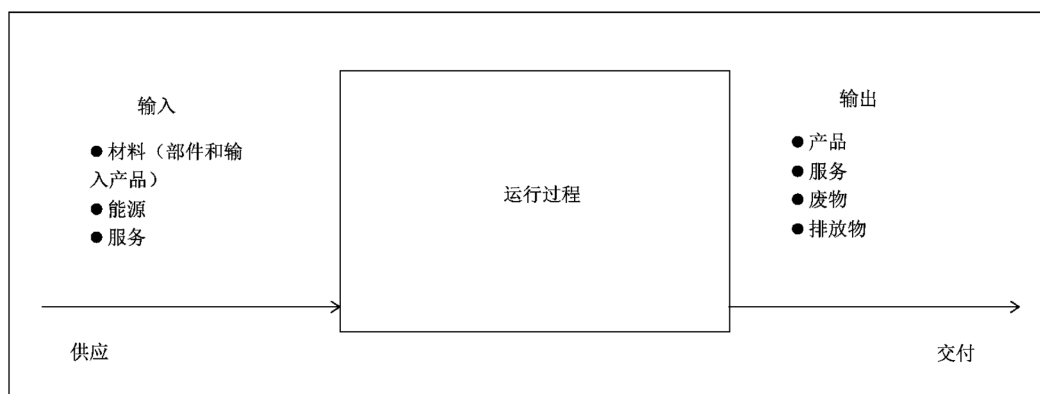 输入
●材料（部件和输
入产品）
●能源
●服务
供应
运行过程
输出
●产品
●服务
●废物
●排放物
交付